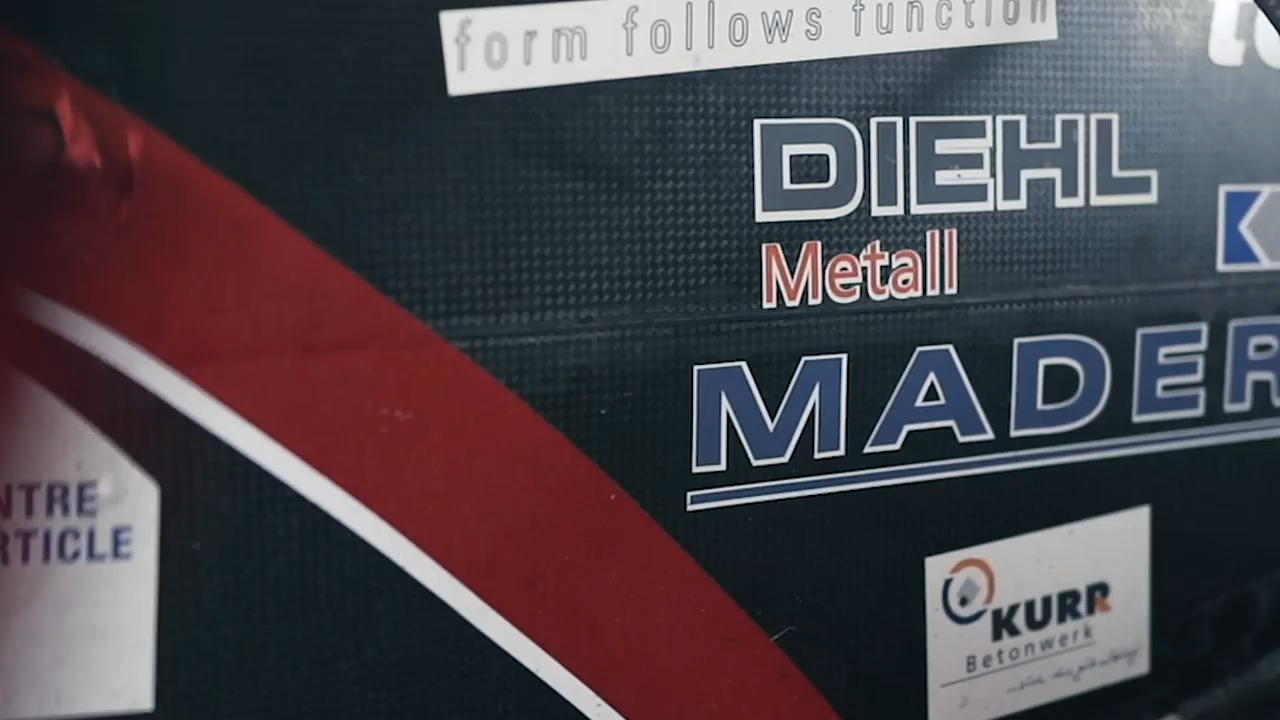 form follows function
DIEHL
Metall
MADER
NTRE
RTICLE
KURR
Betonwerk